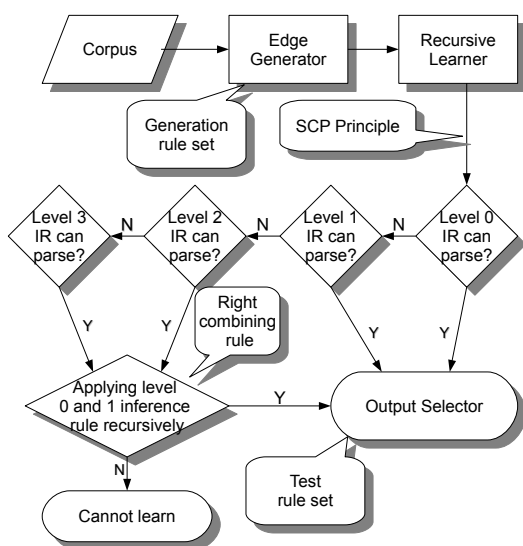 Corpus
Edge
Generator
Recursive
Learner
Generation
rule set
SCP Principle
Level 3
IR can
parse?
N
Level 2
IR can
parse?
N
Level 1
IR can
parse?
N
Level 0
IR can
parse?
Y
Y
Right
combining
rule
Y
Y
Applying level
0 and 1 inference
rule recursively
Y
Output Selector
N
Test
rule set
Cannot learn